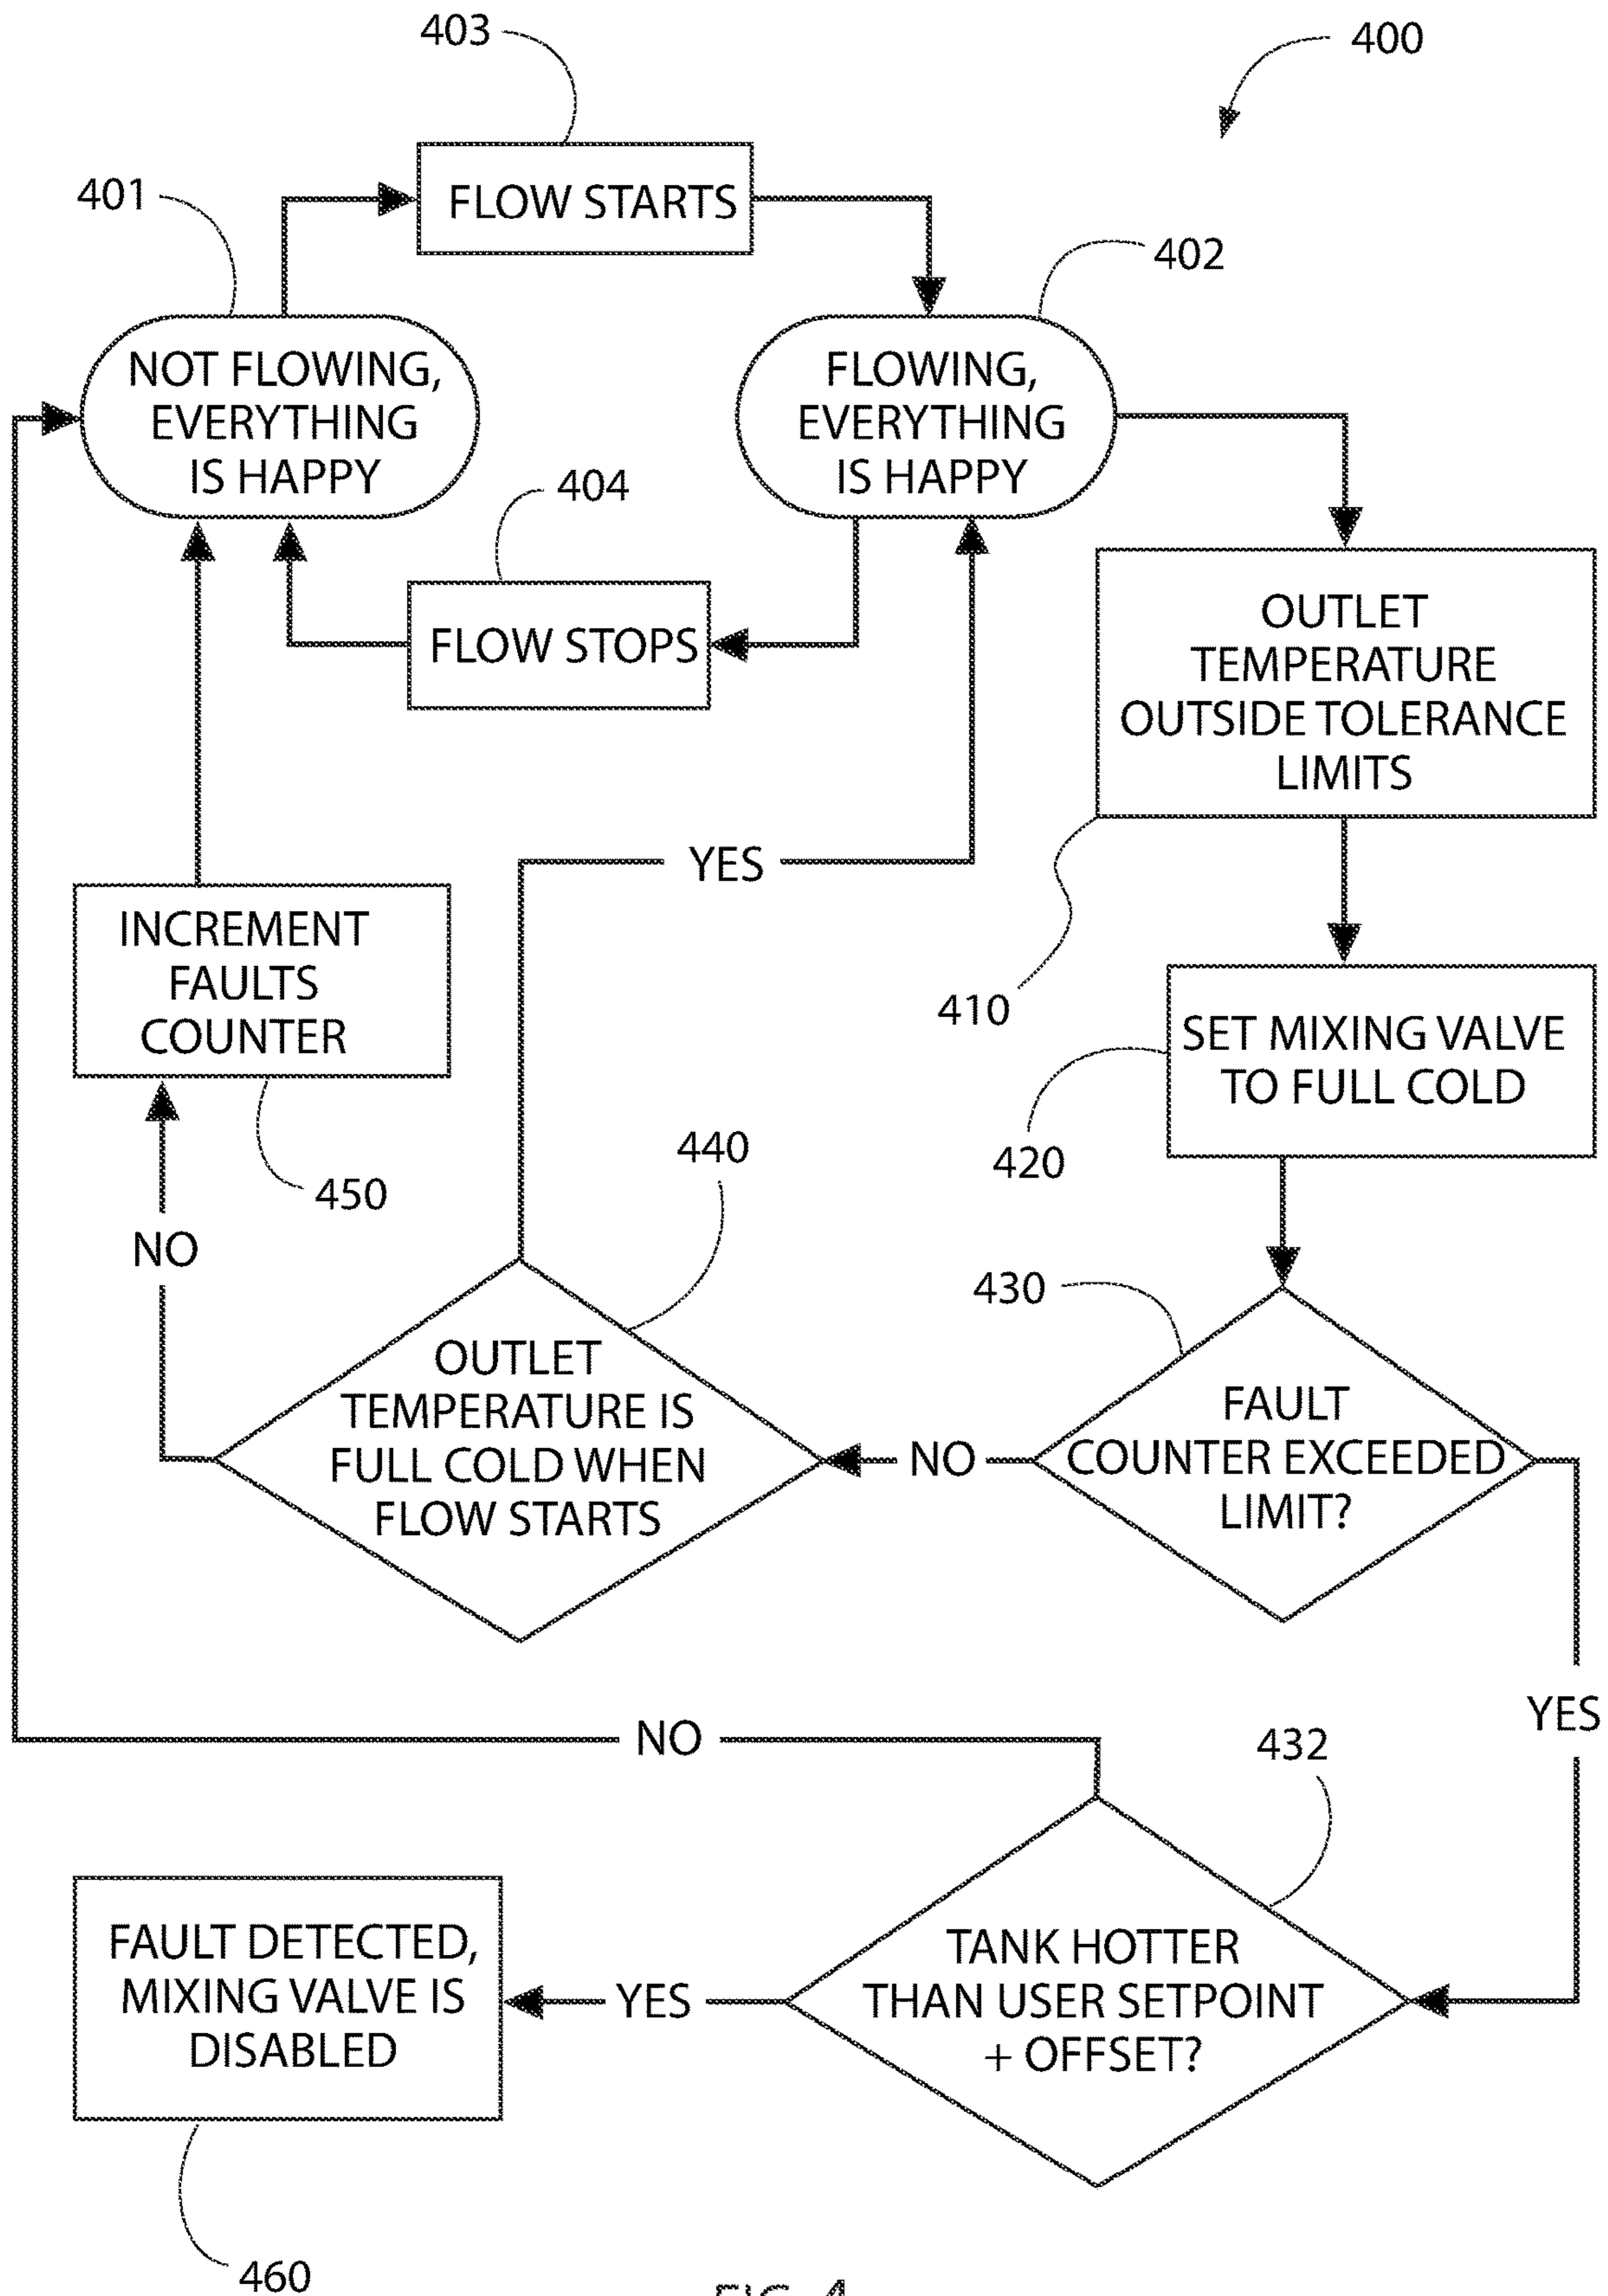 403
400
401
FLOW STARTS
402
NOT FLOWING,
EVERYTHING
IS HAPPY
FLOWING,
EVERYTHING
IS HAPPY
404
FLOW STOPS
OUTLET
TEMPERATURE
OUTSIDE TOLERANCE
LIMITS
YES
410
INCREMENT
FAULTS
COUNTER
SET MIXING VALVE
TO FULL COLD
420
440
450
NO
430
OUTLET
TEMPERATURE IS
FULL COLD WHEN
FLOW STARTS
NO
FAULT
COUNTER EXCEEDED
LIMIT?
YES
NO
432
FAULT DETECTED,
MIXING VALVE IS
DISABLED
YES
TANK HOTTER
THAN USER SETPOINT
+ OFFSET?
460
FIG. 4